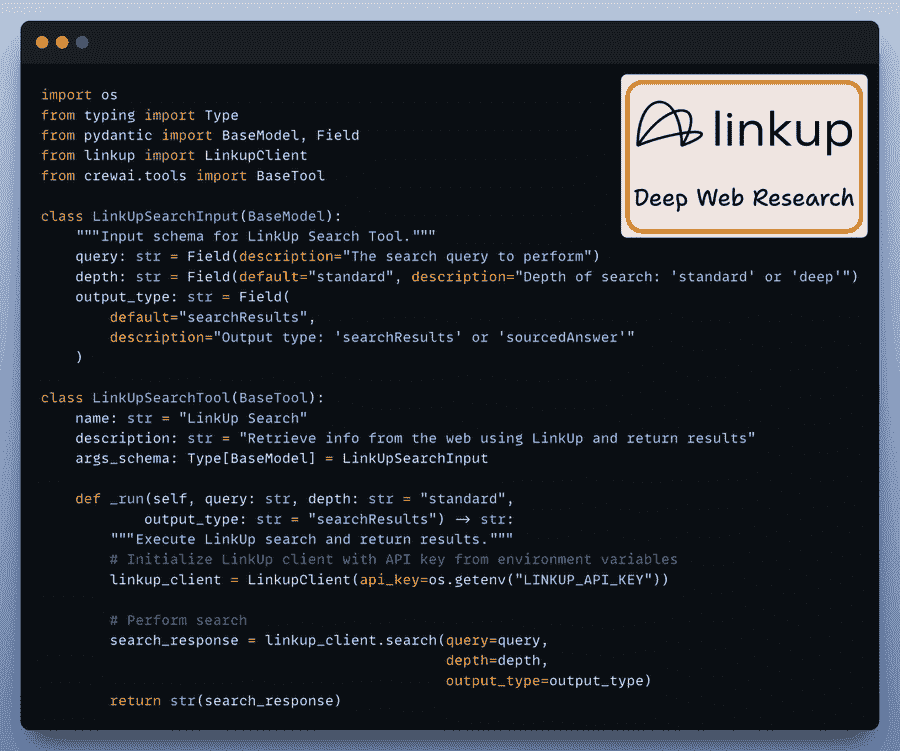 import os
from typing import Type
from pydantic import BaseModel, Field
from linkup import LinkupClient
from crewai.tools import BaseTool
linkup
Deep Web Research
class LinkUpSearchInput(BaseModel):
    """Input schema for LinkUp Search Tool."""
    query: str = Field(description="The search query to perform")
    depth: str = Field(default="standard", description="Depth of search: 'standard' or 'deep'")
    output_type: str = Field(
        default="searchResults",
        description="Output type: 'searchResults' or 'sourcedAnswer'"
    )
class LinkUpSearchTool(BaseTool):
    name: str = "LinkUp Search"
    description: str = "Retrieve info from the web using LinkUp and return results"
    args_schema: Type[BaseModel] = LinkUpSearchInput
    def _run(self, query: str, depth: str = "standard",
            output_type: str = "searchResults") -> str:
        """Execute LinkUp search and return results."""
        # Initialize LinkUp client with API key from environment variables
        linkup_client = LinkupClient(api_key=os.getenv("LINKUP_API_KEY"))
        # Perform search
        search_response = linkup_client.search(query=query,
                                               depth=depth,
                                               output_type=output_type)
        return str(search_response)